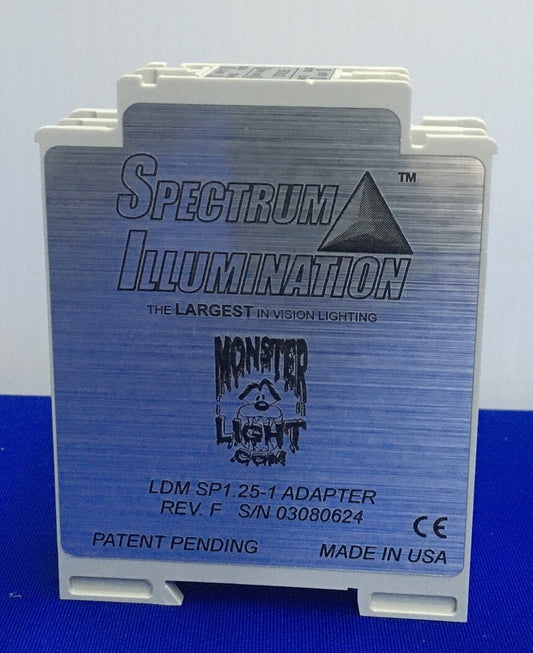 SPECTRUM ™
ILLUMINATION
THE LARGEST IN VISION LIGHTING
MONSTER
LIGHT
.COM
LDM SP1.25-1 ADAPTER
REV. F S/N 03080624
CE
PATENT PENDING MADE IN USA